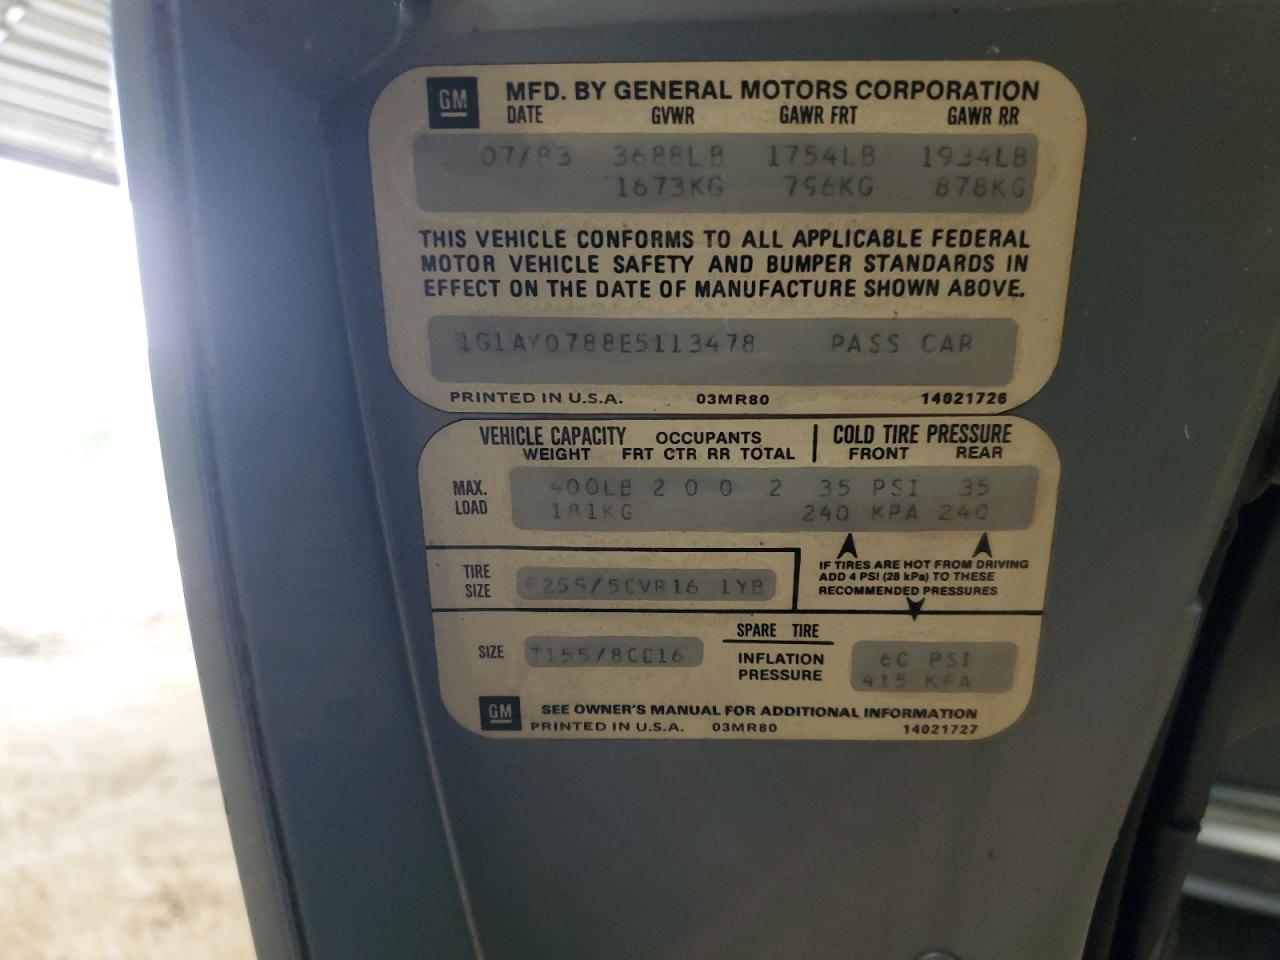 GM MFD. BY GENERAL MOTORS CORPORATION
DATE GVWR GAWR FRT GAWR RR
07/83 3688LB 1754LB 1934LB
1673KG 796KG 878KG
THIS VEHICLE CONFORMS TO ALL APPLICABLE FEDERAL
MOTOR VEHICLE SAFETY AND BUMPER STANDARDS IN
EFFECT ON THE DATE OF MANUFACTURE SHOWN ABOVE.
1G1AY0788E5113478 PASS CAR
PRINTED IN U.S.A. 03MR80 14021726
VEHICLE CAPACITY OCCUPANTS COLD TIRE PRESSURE
WEIGHT FRT CTR RR TOTAL FRONT REAR
MAX. LOAD 400LB 2 0 0 2 35 PSI 35
181KG 240 KPA 240
IF TIRES ARE HOT FROM DRIVING
ADD 4 PSI (28 kPa) TO THESE
RECOMMENDED PRESSURES
TIRE SIZE P255/50VR16 1YB
SPARE TIRE
SIZE T155/80D16 INFLATION PRESSURE 60 PSI
415 KPA
GM SEE OWNER'S MANUAL FOR ADDITIONAL INFORMATION
PRINTED IN U.S.A. 03MR80 14021727